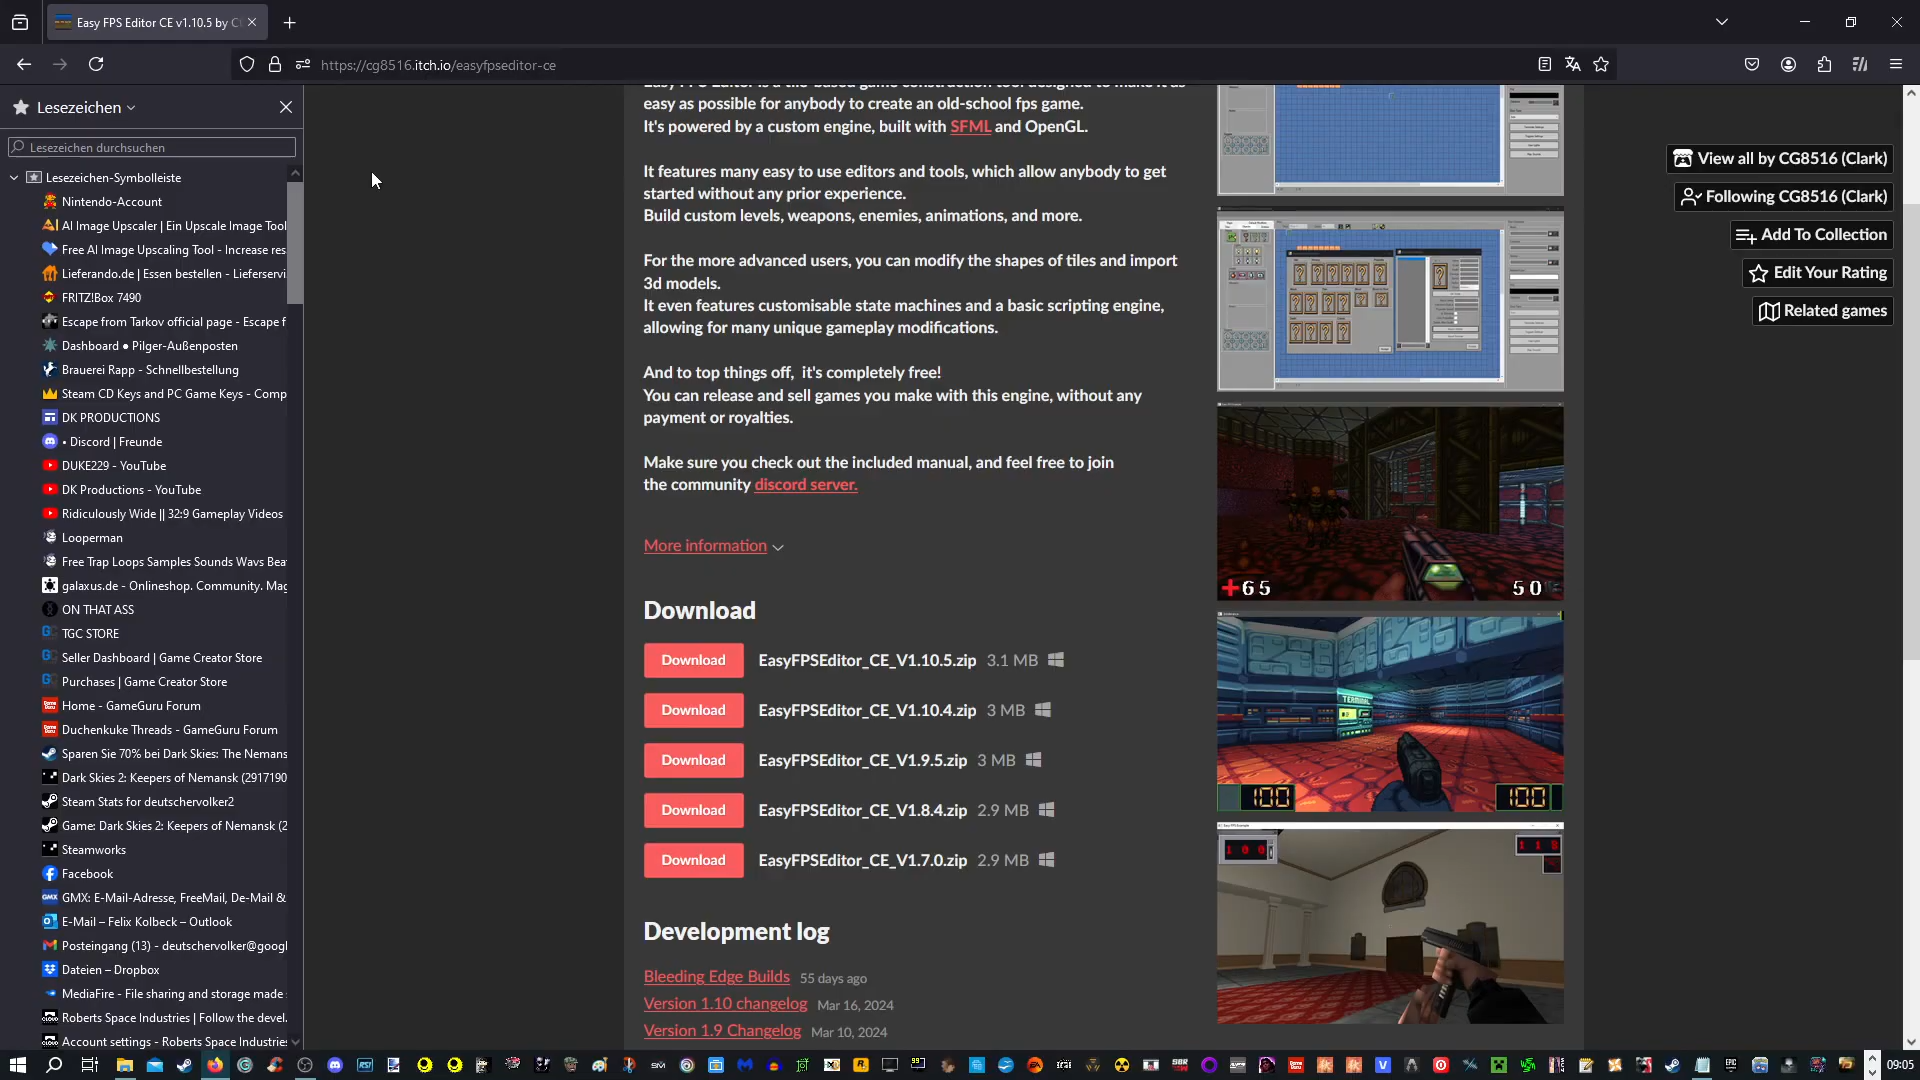 Easy FPS Editor CE v1.10.5 by C
https://cg8516.itch.io/easyfpseditor-ce
Lesezeichen
Lesezeichen durchsuchen
Lesezeichen-Symbolleiste
Nintendo-Account
AI Image Upscaler | Ein Upscale Image Tool
Free AI Image Upscaling Tool - Increase res
Lieferando.de | Essen bestellen - Lieferservi
FRITZ!Box 7490
Escape from Tarkov official page - Escape f
Dashboard ● Pilger-Außenposten
Brauerei Rapp - Schnellbestellung
Steam CD Keys and PC Game Keys - Comp
DK PRODUCTIONS
• Discord | Freunde
DUKE229 - YouTube
DK Productions - YouTube
Ridiculously Wide || 32:9 Gameplay Videos
Looperman
Free Trap Loops Samples Sounds Wavs Bea
galaxus.de - Onlineshop. Community. Mag
ON THAT ASS
TGC STORE
Seller Dashboard | Game Creator Store
Purchases | Game Creator Store
Home - GameGuru Forum
Duchenkuke Threads - GameGuru Forum
Sparen Sie 70% bei Dark Skies: The Nemans
Dark Skies 2: Keepers of Nemansk (2917190
Steam Stats for deutschervolker2
Game: Dark Skies 2: Keepers of Nemansk (2
Steamworks
Facebook
GMX: E-Mail-Adresse, FreeMail, De-Mail &
E-Mail – Felix Kolbeck – Outlook
Posteingang (13) - deutschervolker@googl
Dateien – Dropbox
MediaFire - File sharing and storage made
Roberts Space Industries | Follow the devel.
Account settings - Roberts Space Industries
Easy FPS Editor is a tile-based game construction tool designed to make it as
easy as possible for anybody to create an old-school fps game.
It's powered by a custom engine, built with SFML and OpenGL.
It features many easy to use editors and tools, which allow anybody to get
started without any prior experience.
Build custom levels, weapons, enemies, animations, and more.
For the more advanced users, you can modify the shapes of tiles and import
3d models.
It even features customisable state machines and a basic scripting engine,
allowing for many unique gameplay modifications.
And to top things off, it's completely free!
You can release and sell games you make with this engine, without any
payment or royalties.
Make sure you check out the included manual, and feel free to join
the community discord server.
More information
Download
Download EasyFPSEditor_CE_V1.10.5.zip 3.1 MB
Download EasyFPSEditor_CE_V1.10.4.zip 3 MB
Download EasyFPSEditor_CE_V1.9.5.zip 3 MB
Download EasyFPSEditor_CE_V1.8.4.zip 2.9 MB
Download EasyFPSEditor_CE_V1.7.0.zip 2.9 MB
Development log
Bleeding Edge Builds 55 days ago
Version 1.10 changelog Mar 16, 2024
Version 1.9 Changelog Mar 10, 2024
+65
50
TERMINAL
100
100
100
View all by CG8516 (Clark)
Following CG8516 (Clark)
Add To Collection
Edit Your Rating
Related games
09:05